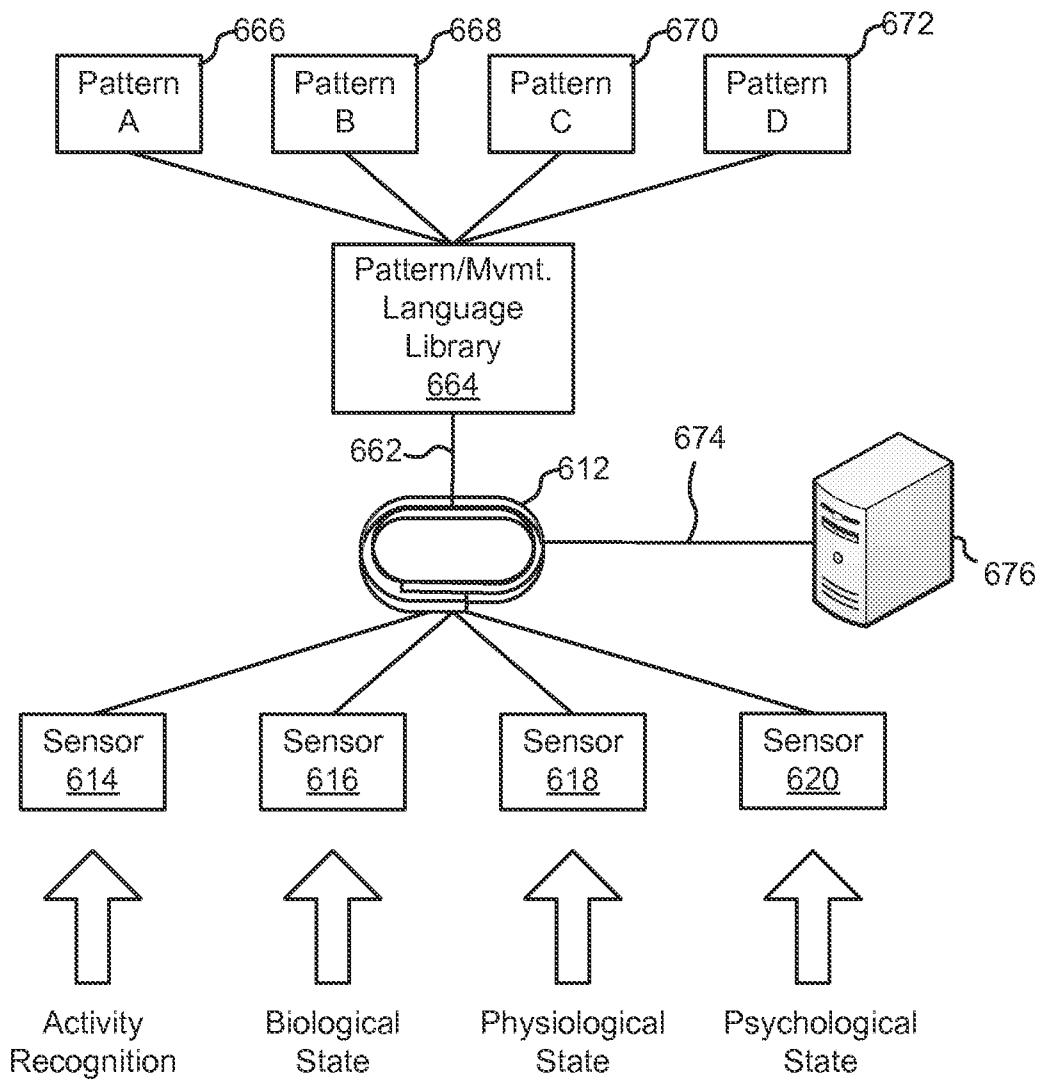 666
668
670
672
Pattern
A
Pattern
B
Pattern
C
Pattern
D
Pattern/Mvmt.
Language
Library
664
662
674
612
676
Sensor
614
Sensor
616
Sensor
618
Sensor
620
Activity
Recognition
Biological
State
Physiological
State
Psychological
State